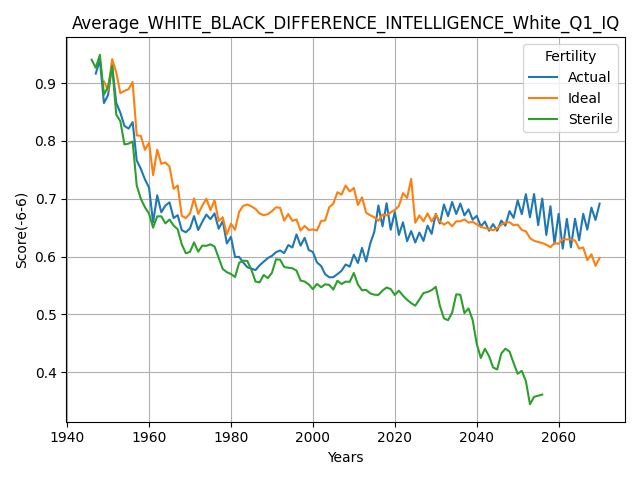 Average_WHITE_BLACK_DIFFERENCE_INTELLIGENCE_White_Q1_IQ
Fertility
Actual
Ideal
Sterile
Score(-6-6)
0.9
0.8
0.7
0.6
0.5
0.4
1940 1960 1980 2000 2020 2040 2060
Years